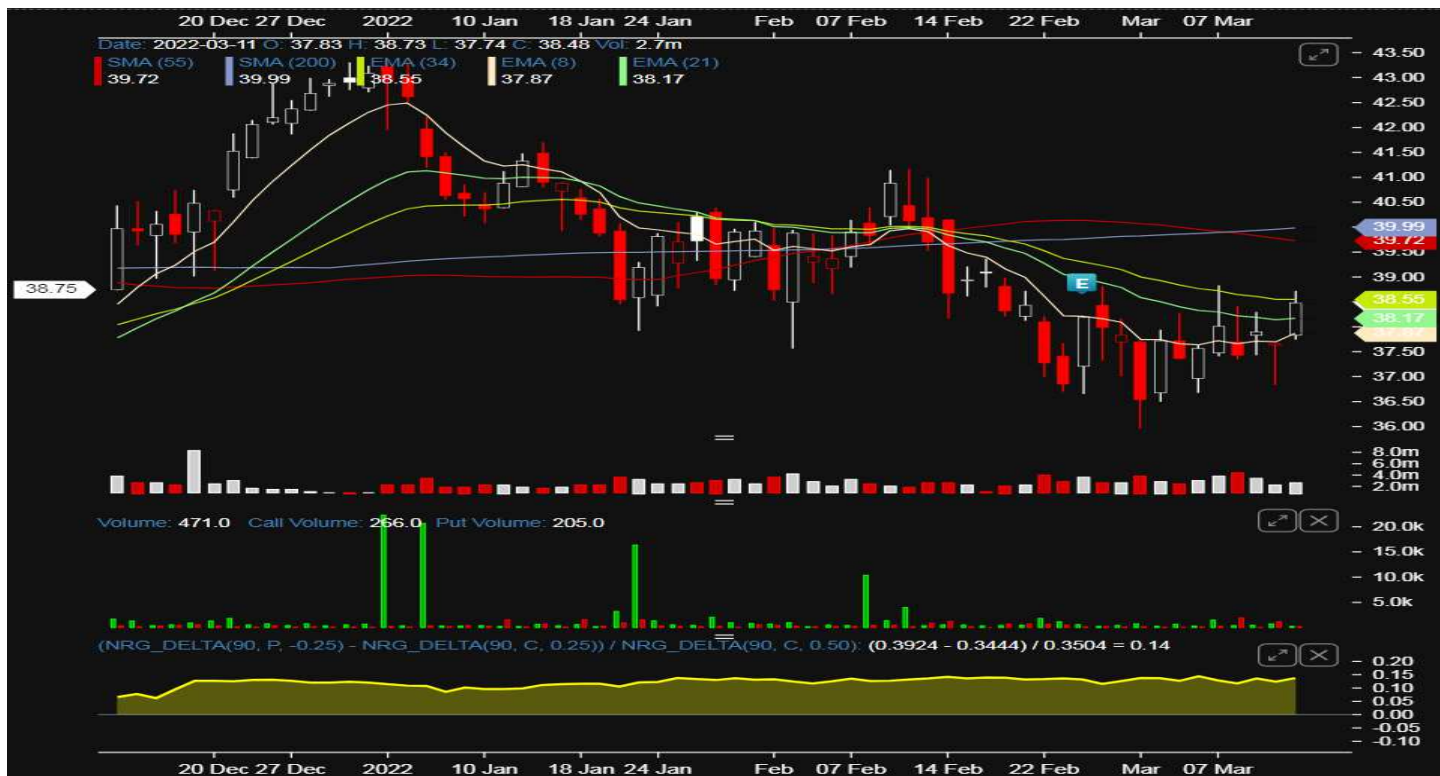 20 Dec 27 Dec 2022 10 Jan 18 Jan 24 Jan Feb 07 Feb 14 Feb 22 Feb Mar 07 Mar
Date: 2022-03-11 O: 37.83 H: 38.73 L: 37.74 C: 38.48 Vol: 2.7m
SMA (55) SMA (200) EMA (34) EMA (8) EMA (21)
39.72 39.99 38.55 37.87 38.17
43.50
43.00
42.50
42.00
41.50
41.00
40.50
39.99
39.72
39.50
39.00
E
38.75
38.55
38.17
37.87
37.50
37.00
36.50
36.00
8.0m
6.0m
4.0m
2.0m
Volume: 471.0 Call Volume: 266.0 Put Volume: 205.0
20.0k
15.0k
10.0k
5.0k
(NRG_DELTA(90, P, -0.25) - NRG_DELTA(90, C, 0.25)) / NRG_DELTA(90, C, 0.50): (0.3924 - 0.3444) / 0.3504 = 0.14
0.20
0.15
0.10
0.05
0.00
-0.05
-0.10
20 Dec 27 Dec 2022 10 Jan 18 Jan 24 Jan Feb 07 Feb 14 Feb 22 Feb Mar 07 Mar